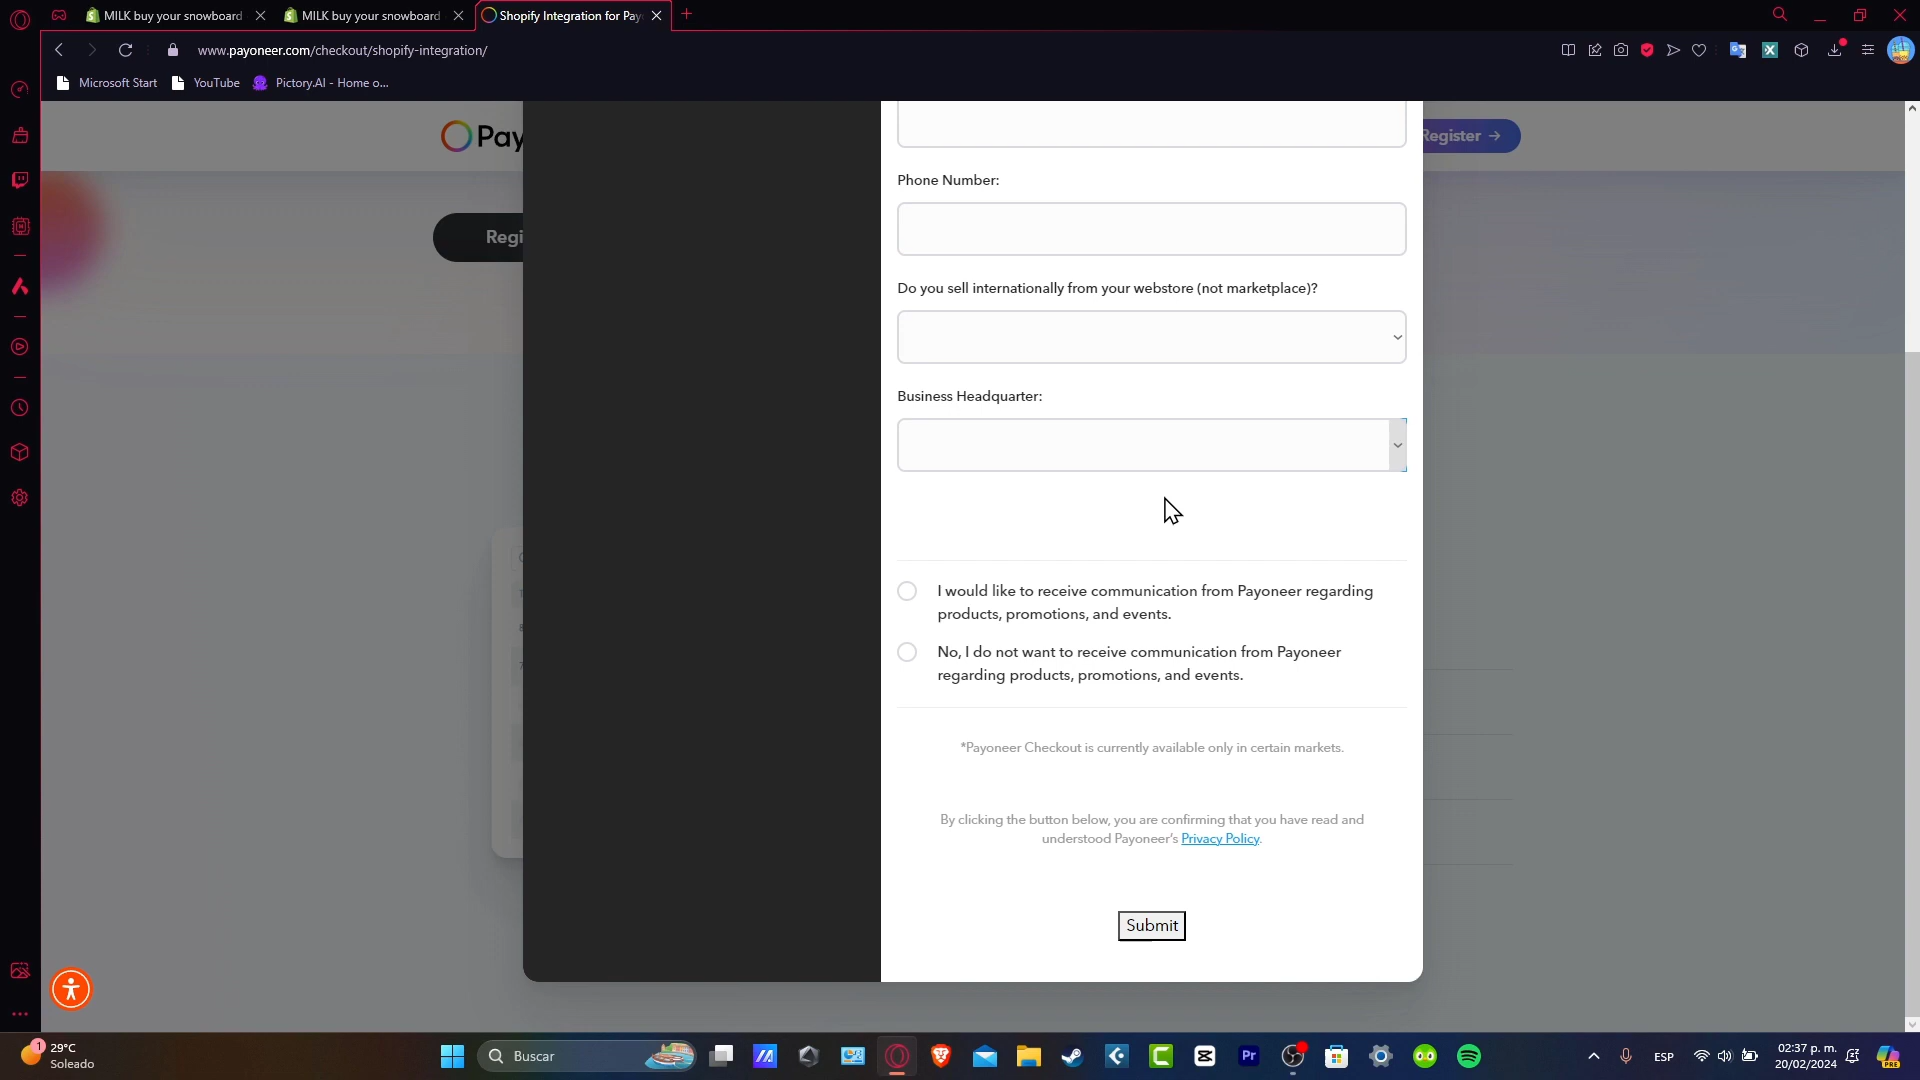 MILK buy your snowboard
MILK buy your snowboard
Shopify Integration for Pay
www.payoneer.com/checkout/shopify-integration/
Microsoft Start
YouTube
Pictory.AI - Home o...
Pay
Register →
Regi
Phone Number:
Do you sell internationally from your webstore (not marketplace)?
Business Headquarter:
I would like to receive communication from Payoneer regarding
products, promotions, and events.
No, I do not want to receive communication from Payoneer
regarding products, promotions, and events.
*Payoneer Checkout is currently available only in certain markets.
By clicking the button below, you are confirming that you have read and
understood Payoneer's Privacy Policy.
Submit
1
29°C
Soleado
Buscar
Pr
ESP
02:37 p. m.
20/02/2024
PRE